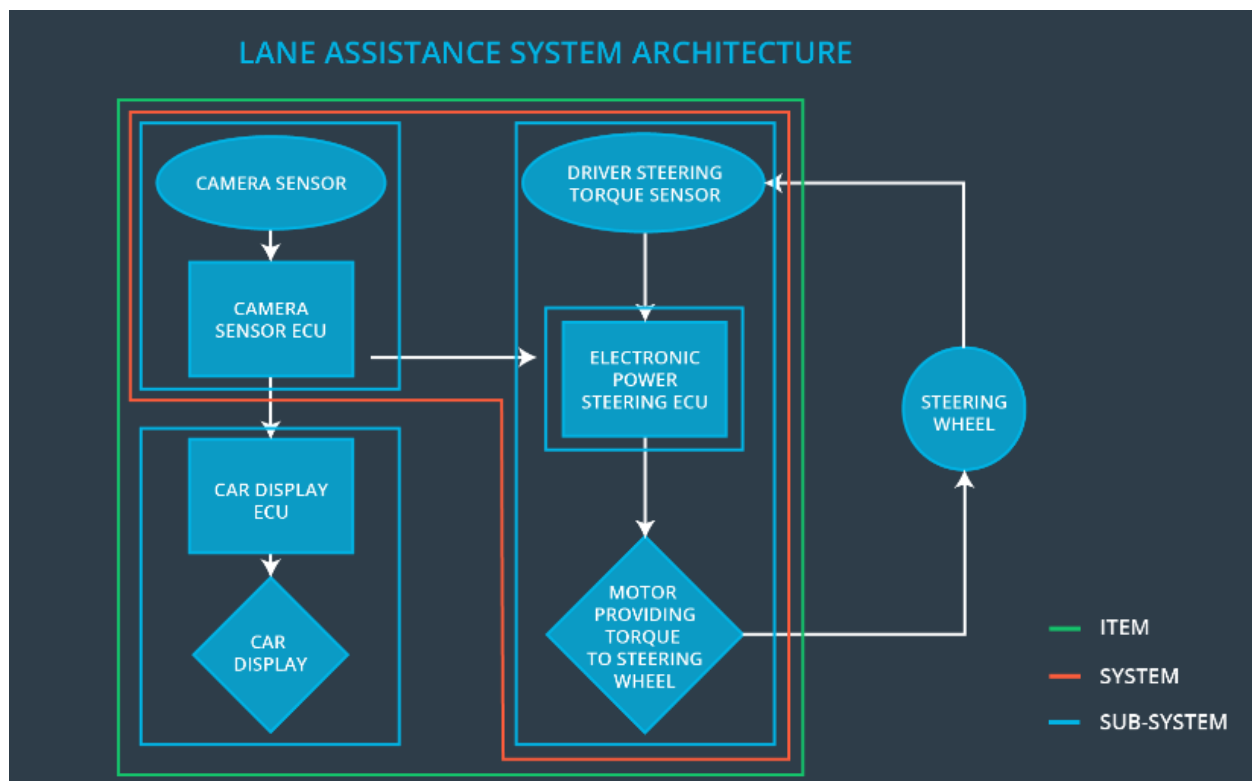 LANE ASSISTANCE SYSTEM ARCHITECTURE
CAMERA SENSOR
CAMERA
SENSOR ECU
CAR DISPLAY
ECU
CAR
DISPLAY
DRIVER STEERING
TORQUE SENSOR
ELECTRONIC
POWER
STEERING ECU
MOTOR
PROVIDING
TORQUE
TO STEERING
WHEEL
STEERING
WHEEL
ITEM
SYSTEM
SUB-SYSTEM